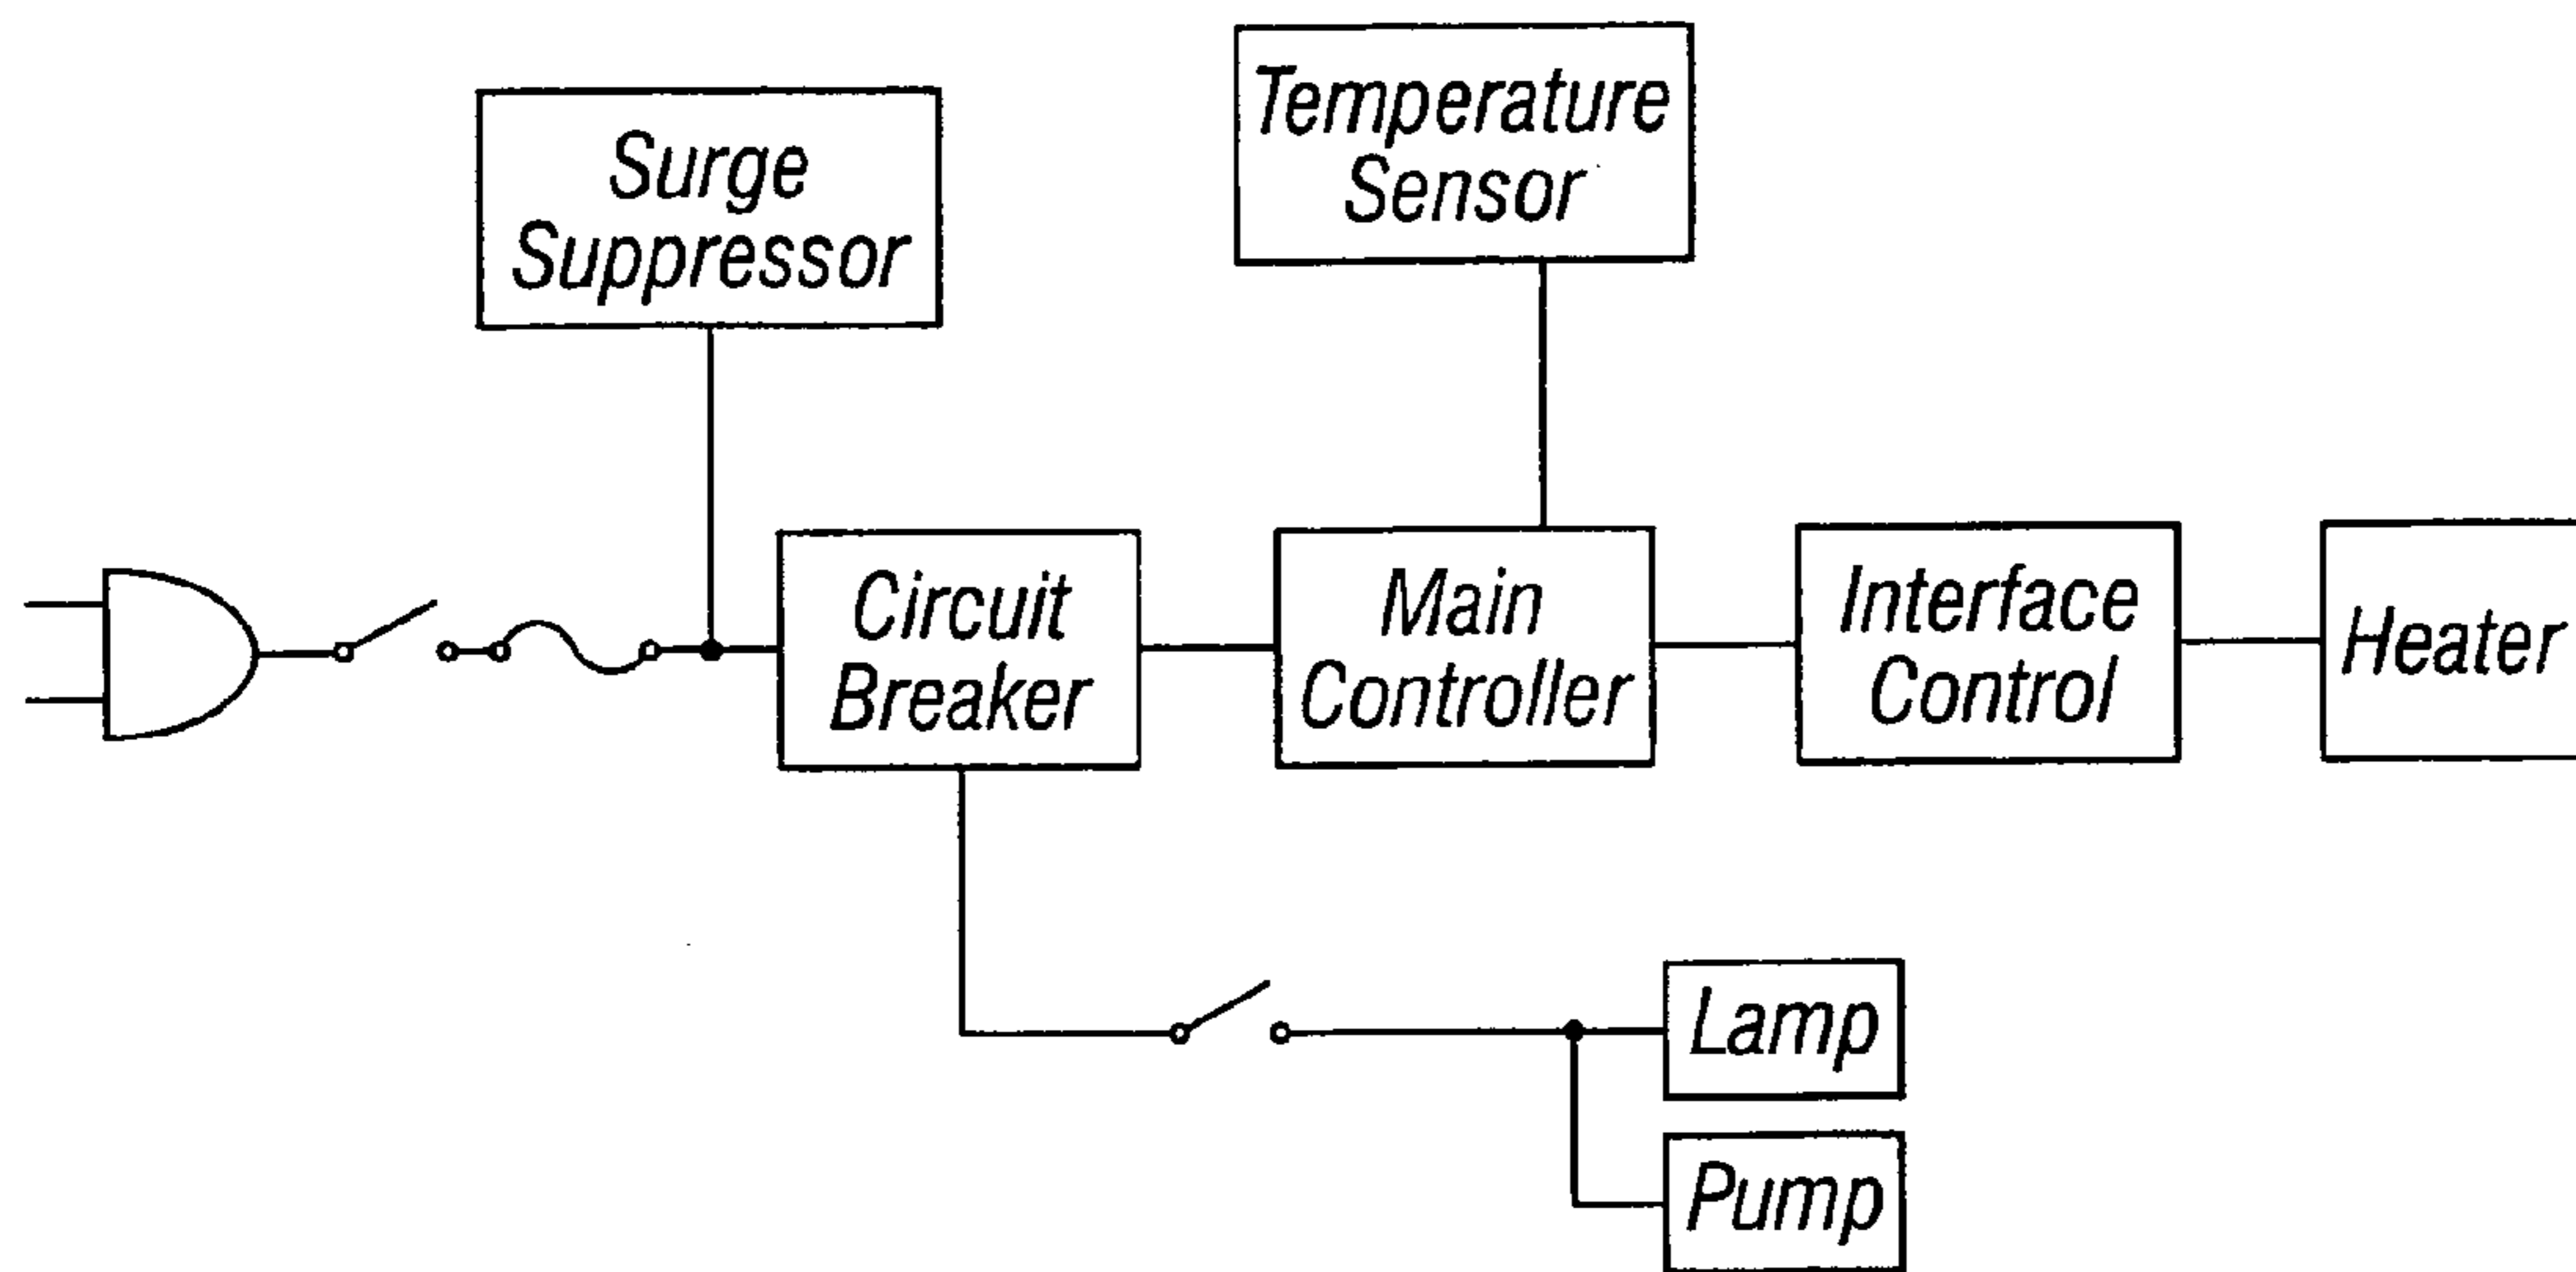 Surge
Suppressor
Temperature
Sensor
Circuit
Breaker
Main
Controller
Interface
Control
Heater
Lamp
Pump